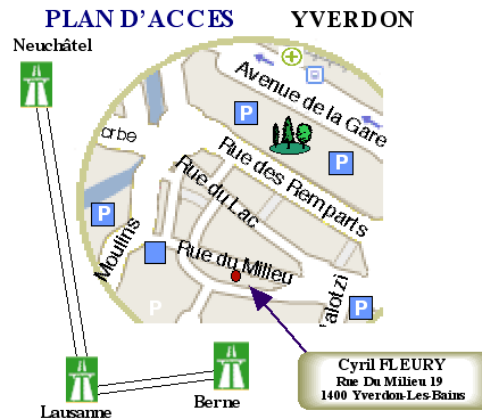 PLAN D'ACCES YVERDON
Neuchâtel
Avenue de la Gare
P
P
Rue des Remparts
Rue du Lac
P
Moulins
Rue du Milieu
P
P
Cyril FLEURY
Rue Du Milieu 19
1400 Yverdon-Les-Bains
Lausanne
Berne